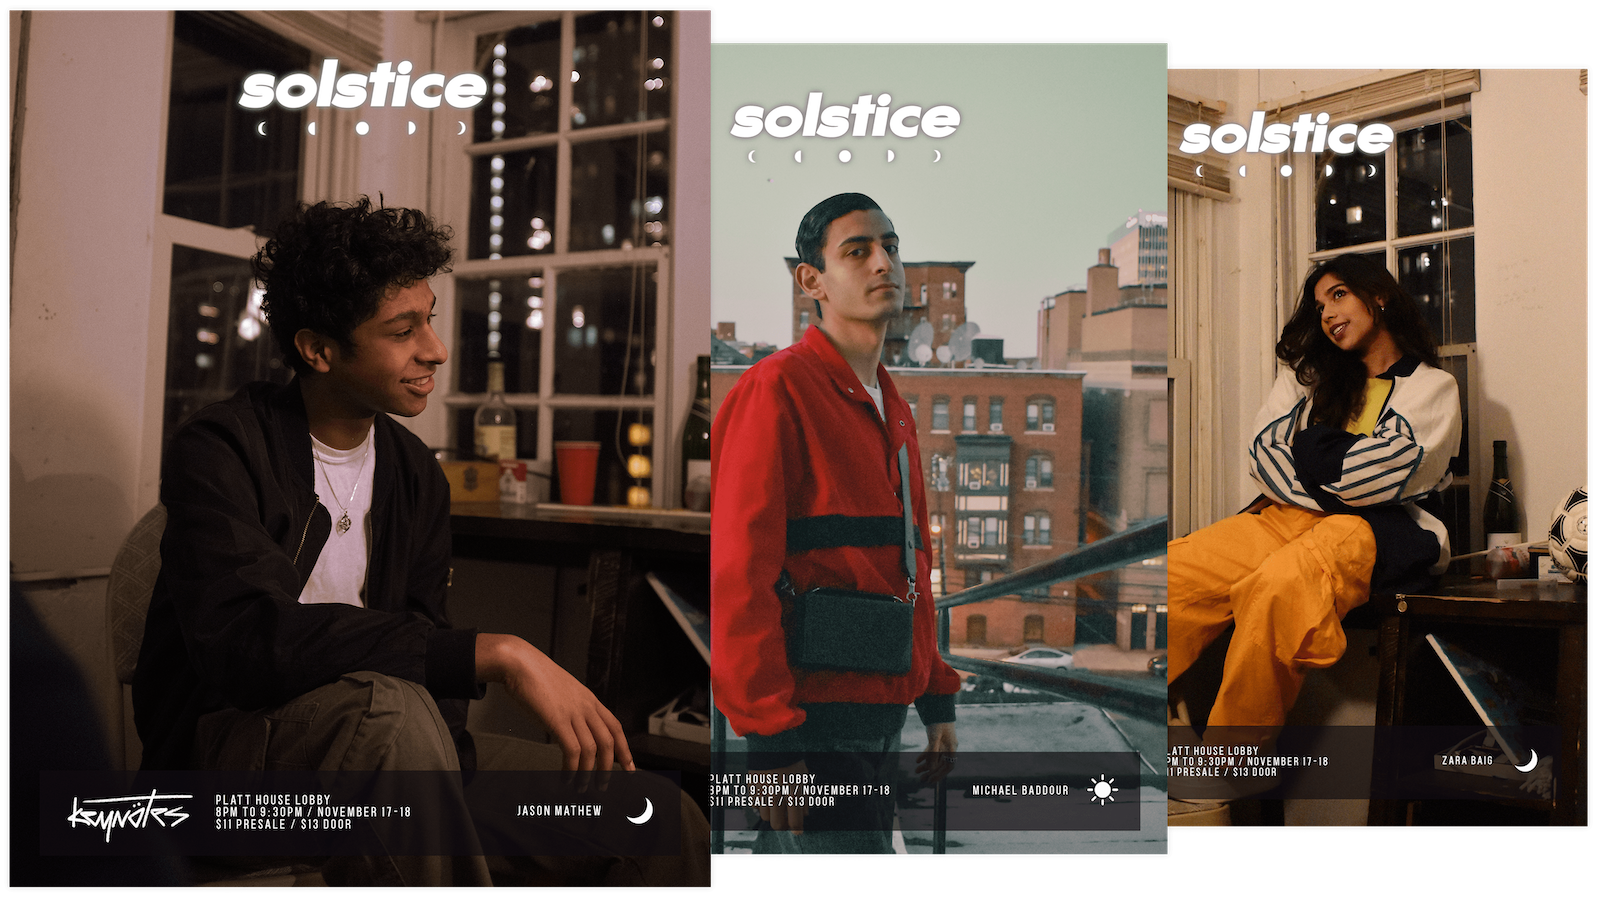 solstice
keynötes
PLATT HOUSE LOBBY
8PM TO 9:30PM / NOVEMBER 17-18
$11 PRESALE / $13 DOOR
JASON MATHEW
solstice
PLATT HOUSE LOBBY
8PM TO 9:30PM / NOVEMBER 17-18
$11 PRESALE / $13 DOOR
MICHAEL BADDOUR
solstice
LATT HOUSE LOBBY
PM TO 9:30PM / NOVEMBER 17-18
11 PRESALE / $13 DOOR
ZARA BAIG